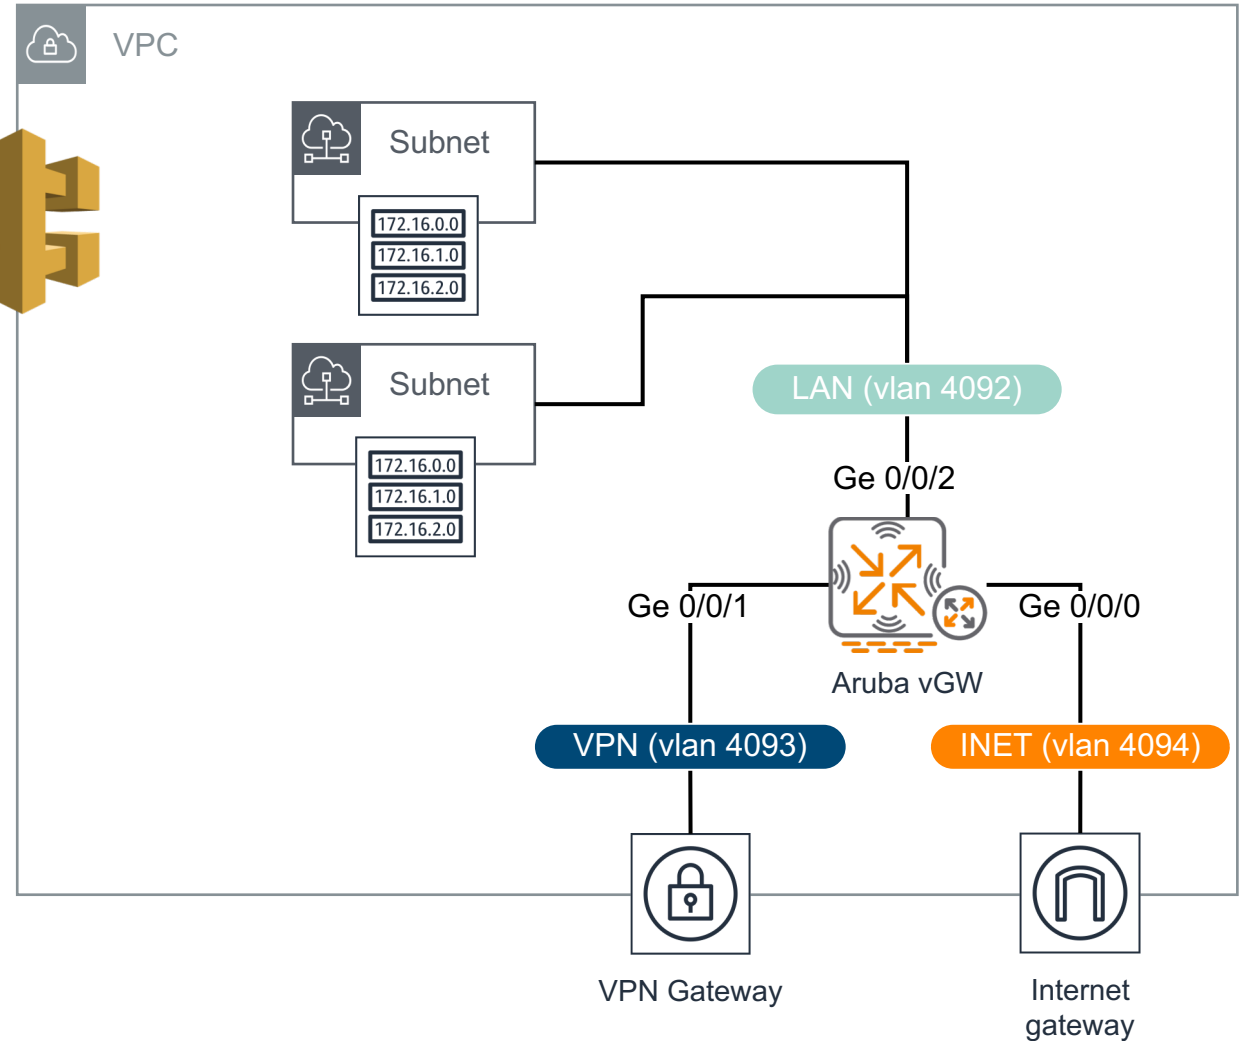 VPC
Subnet
172.16.0.0
172.16.1.0
172.16.2.0
Subnet
172.16.0.0
172.16.1.0
172.16.2.0
LAN (vlan 4092)
Ge 0/0/2
Ge 0/0/1
Ge 0/0/0
Aruba vGW
VPN (vlan 4093)
INET (vlan 4094)
VPN Gateway
Internet
gateway